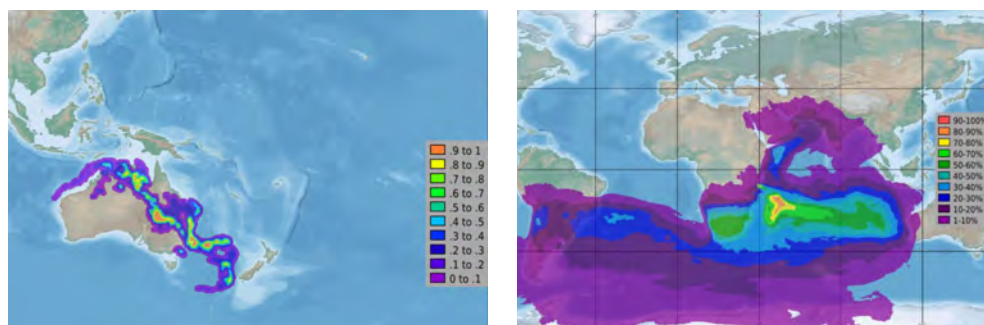 .9 to 1
.8 to .9
.7 to .8
.6 to .7
.5 to .6
.4 to .5
.3 to .4
.2 to .3
.1 to .2
0 to .1
90-100%
80-90%
70-80%
60-70%
50-60%
40-50%
30-40%
20-30%
10-20%
1-10%